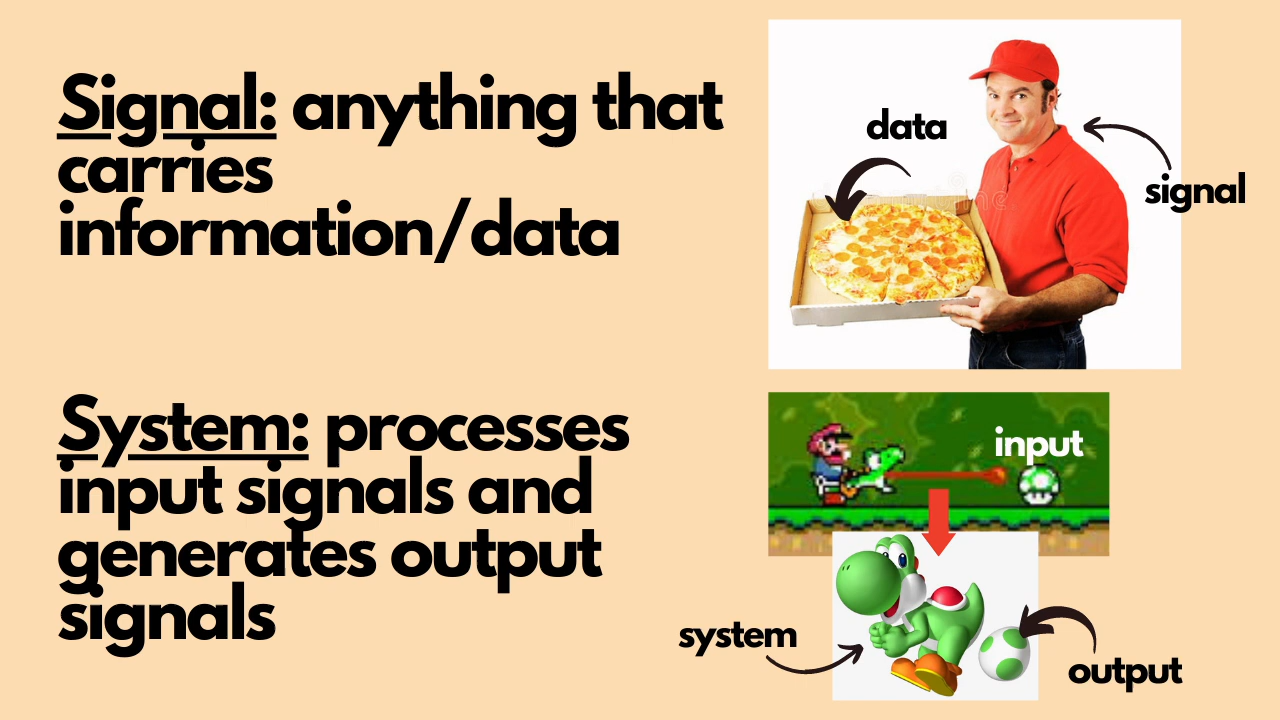 Signal: anything that
carries
information/data
data
signal
System: processes
input signals and
generates output
signals
input
system
output